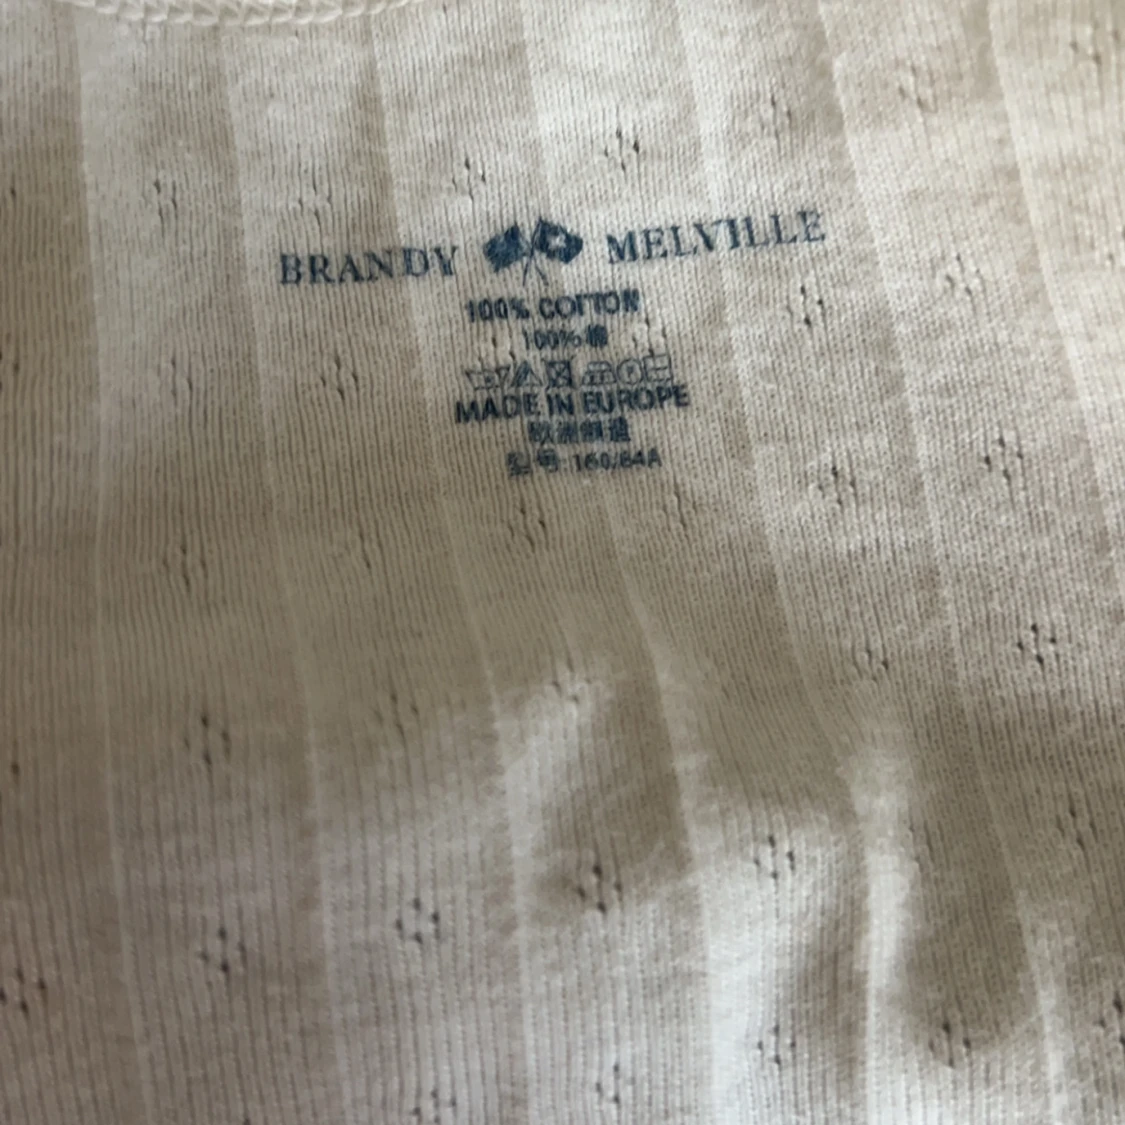 BRANDY MELVILLE
100% COTTON
100% 棉
MADE IN EUROPE
欧洲制造
型号:160/84A